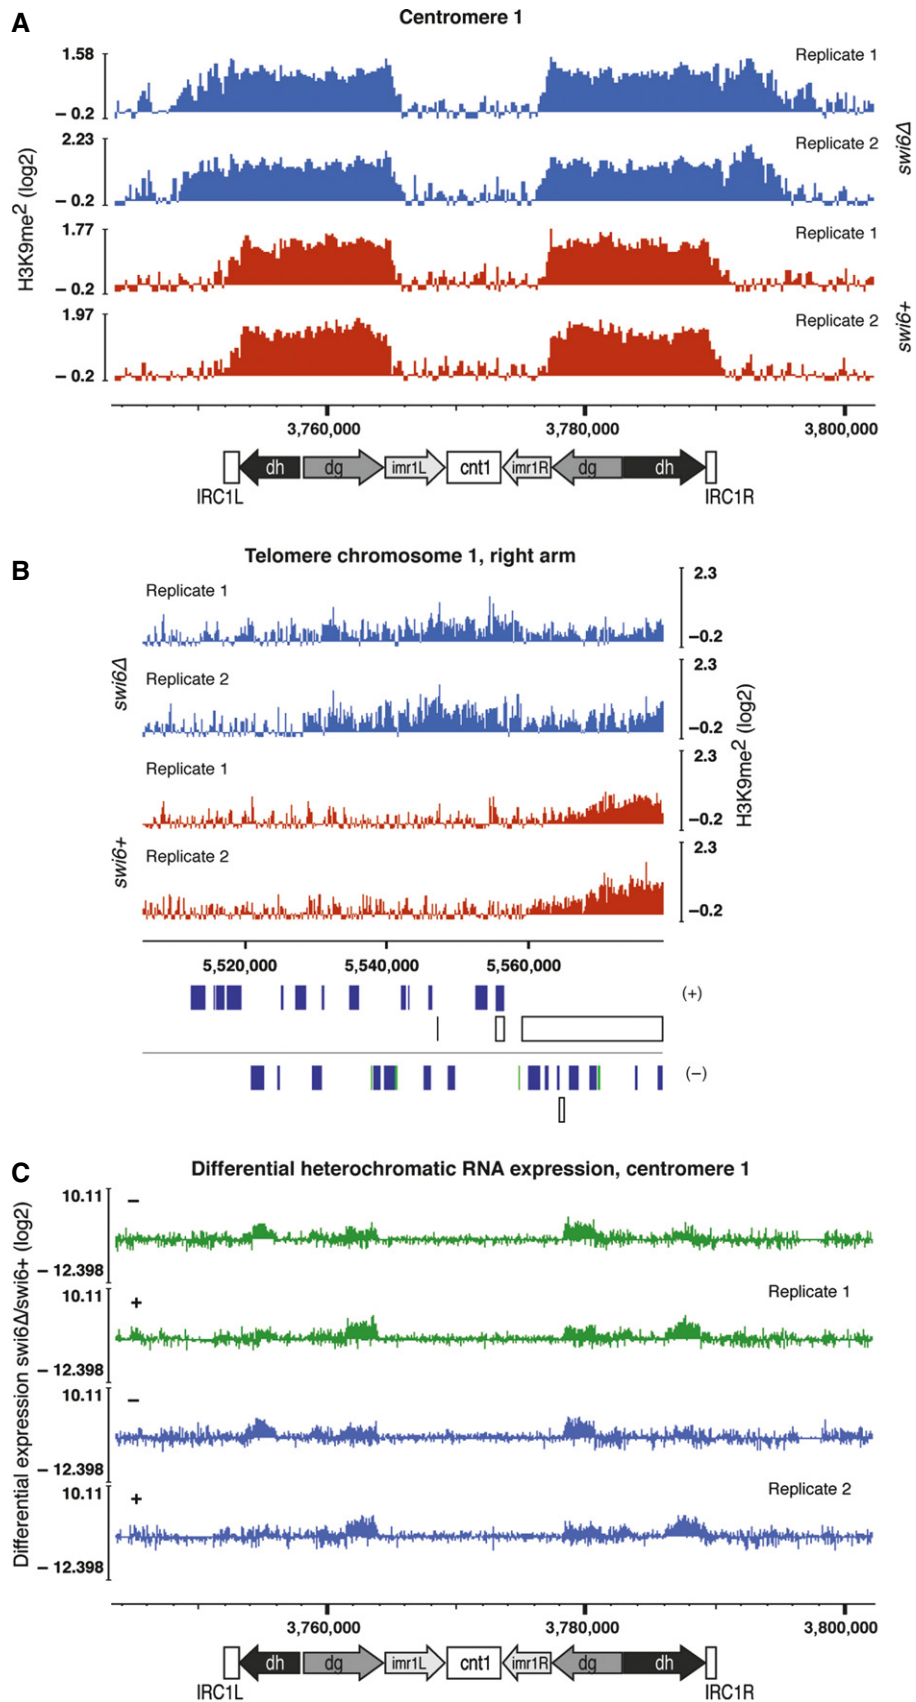 A
Centromere 1
H3K9me2 (log2)
1.58
– 0.2
Replicate 1
2.23
– 0.2
Replicate 2
swi6Δ
1.77
– 0.2
Replicate 1
1.97
– 0.2
Replicate 2
swi6+
3,760,000 3,780,000 3,800,000
dh dg imr1L cnt1 imr1R dg dh
IRC1L IRC1R
B
Telomere chromosome 1, right arm
Replicate 1
2.3
–0.2
swi6Δ
Replicate 2
2.3
–0.2
H3K9me2 (log2)
Replicate 1
2.3
–0.2
swi6+
Replicate 2
2.3
–0.2
5,520,000 5,540,000 5,560,000
(+)
(–)
C
Differential heterochromatic RNA expression, centromere 1
Differential expression swi6Δ/swi6+ (log2)
10.11
–
– 12.398
10.11
+
Replicate 1
– 12.398
10.11
–
– 12.398
10.11
+
Replicate 2
– 12.398
3,760,000 3,780,000 3,800,000
dh dg imr1L cnt1 imr1R dg dh
IRC1L IRC1R